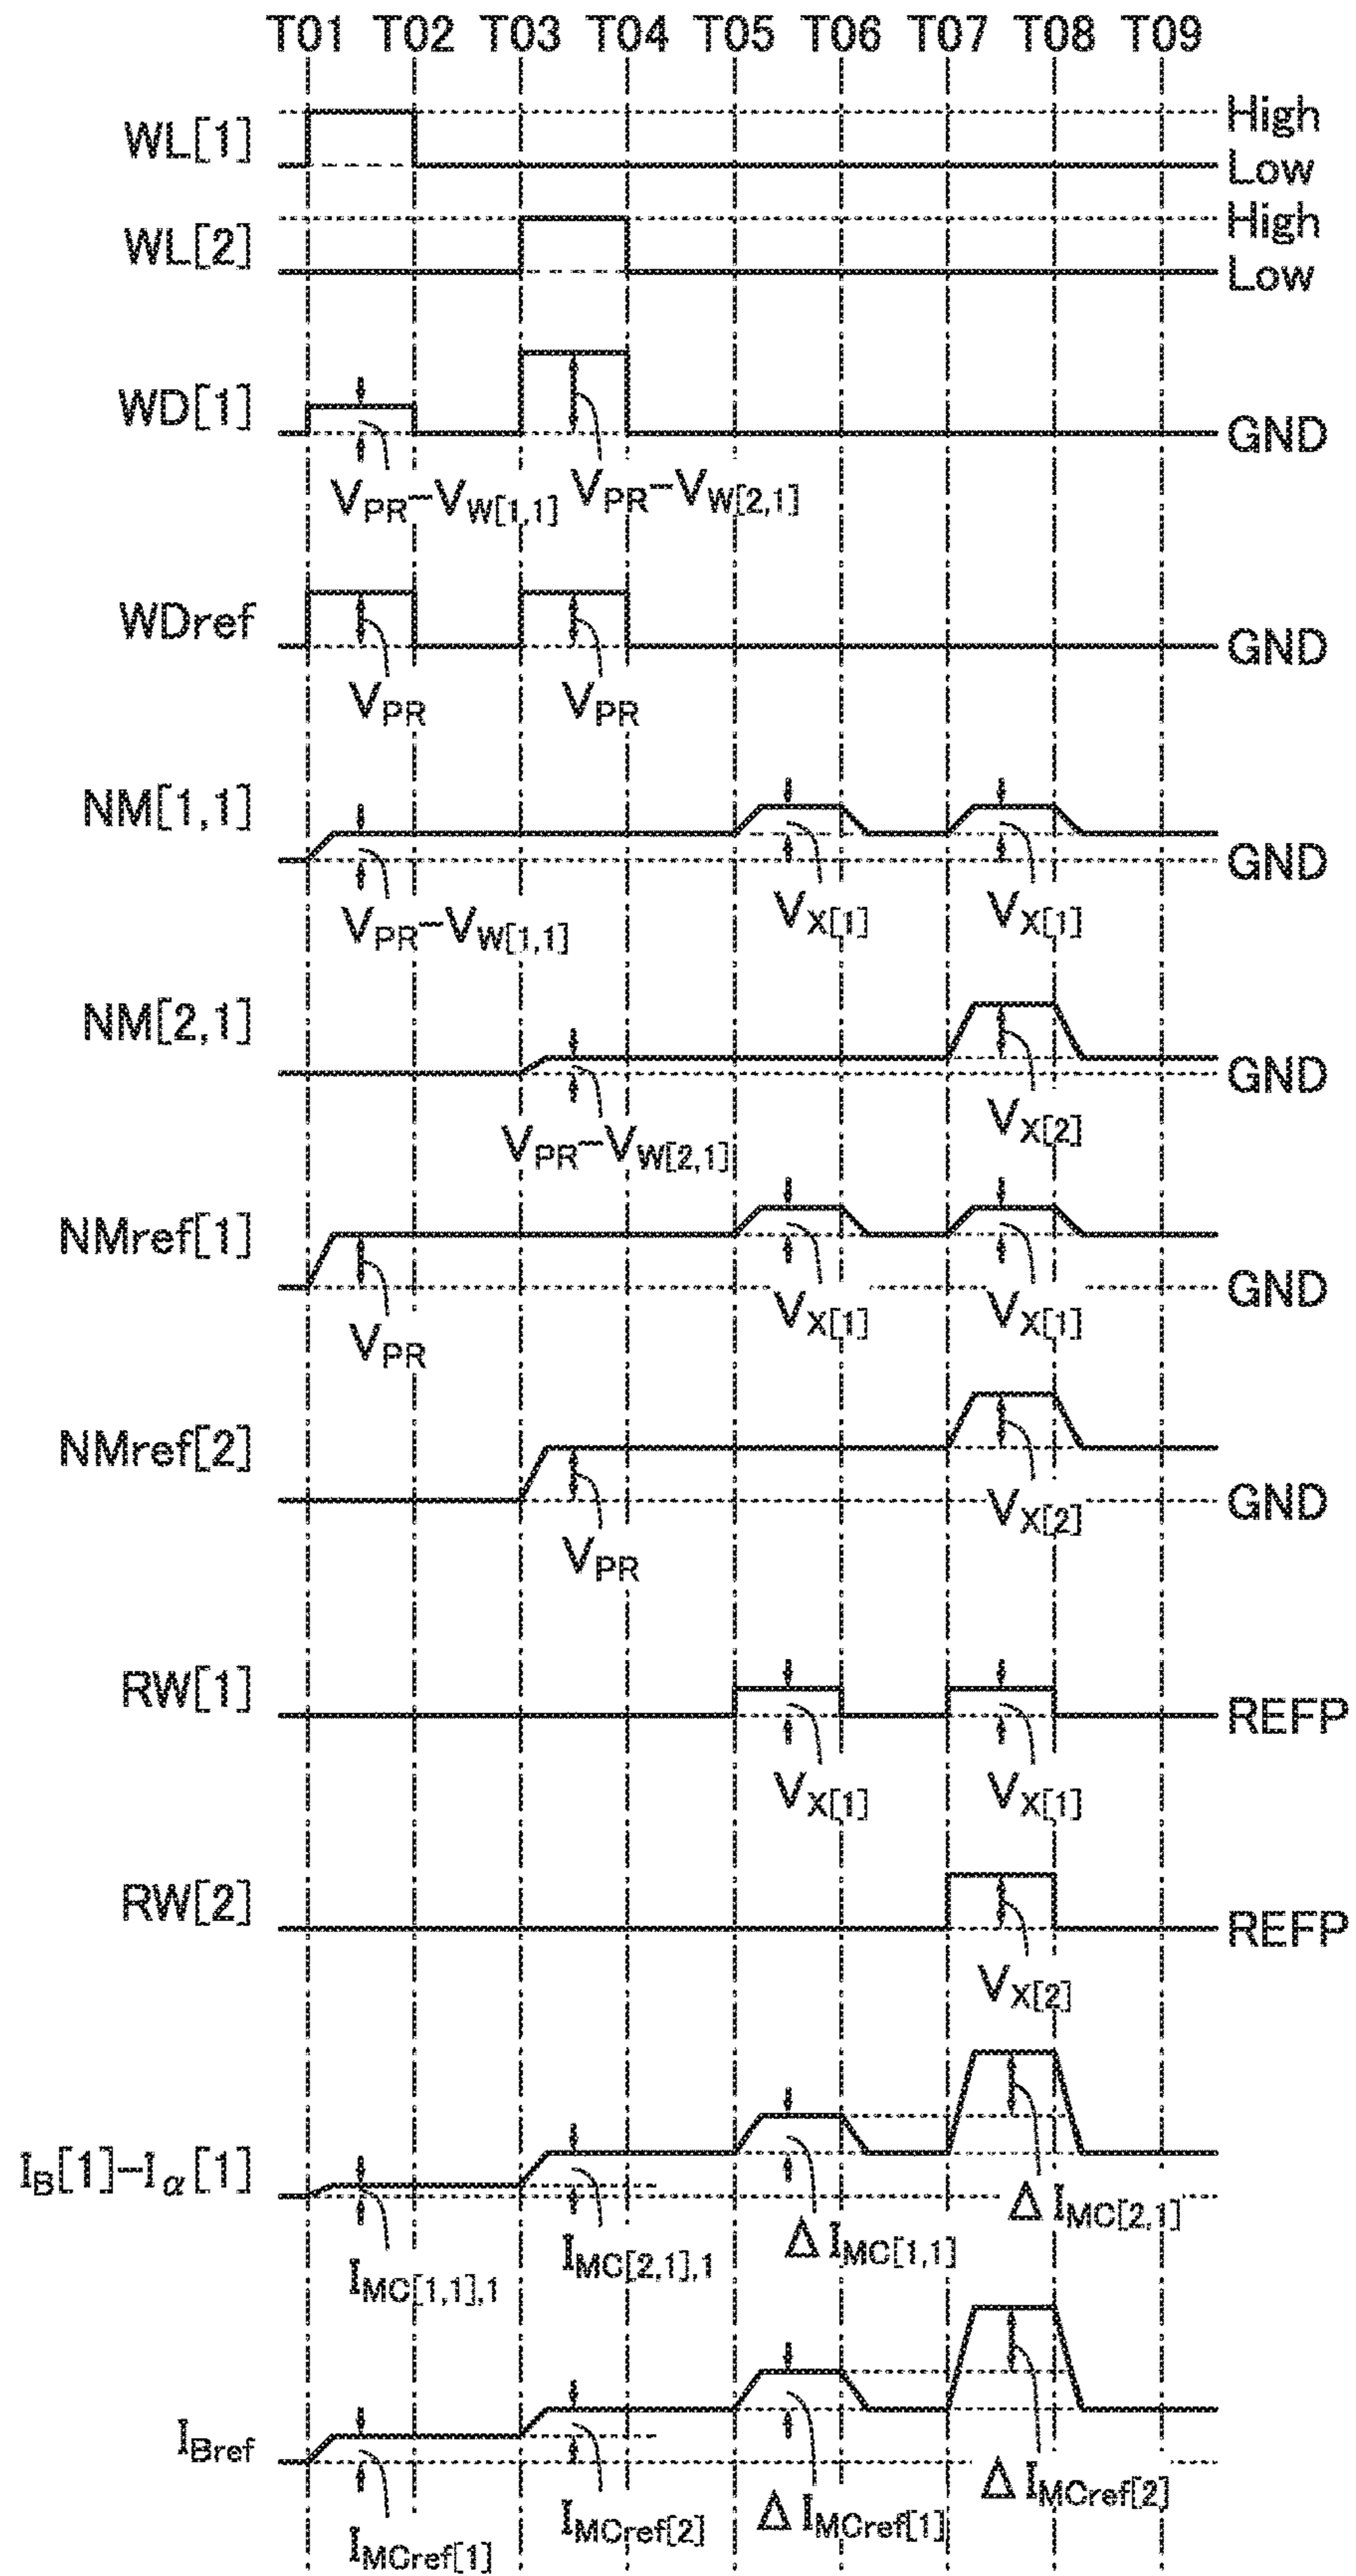 T01 T02 T03 T04 T05 T06 T07 T08 T09
WL[1] High
Low
WL[2] High
Low
WD[1] GND
VPR−VW[1,1] VPR−VW[2,1]
WDref GND
VPR VPR
NM[1,1] GND
VPR−VW[1,1] VX[1] VX[1]
NM[2,1] GND
VPR−VW[2,1] VX[2]
NMref[1] GND
VPR VX[1] VX[1]
NMref[2] GND
VPR VX[2]
RW[1] REFP
VX[1] VX[1]
RW[2] REFP
VX[2]
IB[1]−Iα[1]
IMC[1,1],1 IMC[2,1],1 ΔIMC[1,1] ΔIMC[2,1]
IBref
IMCref[1] IMCref[2] ΔIMCref[1] ΔIMCref[2]